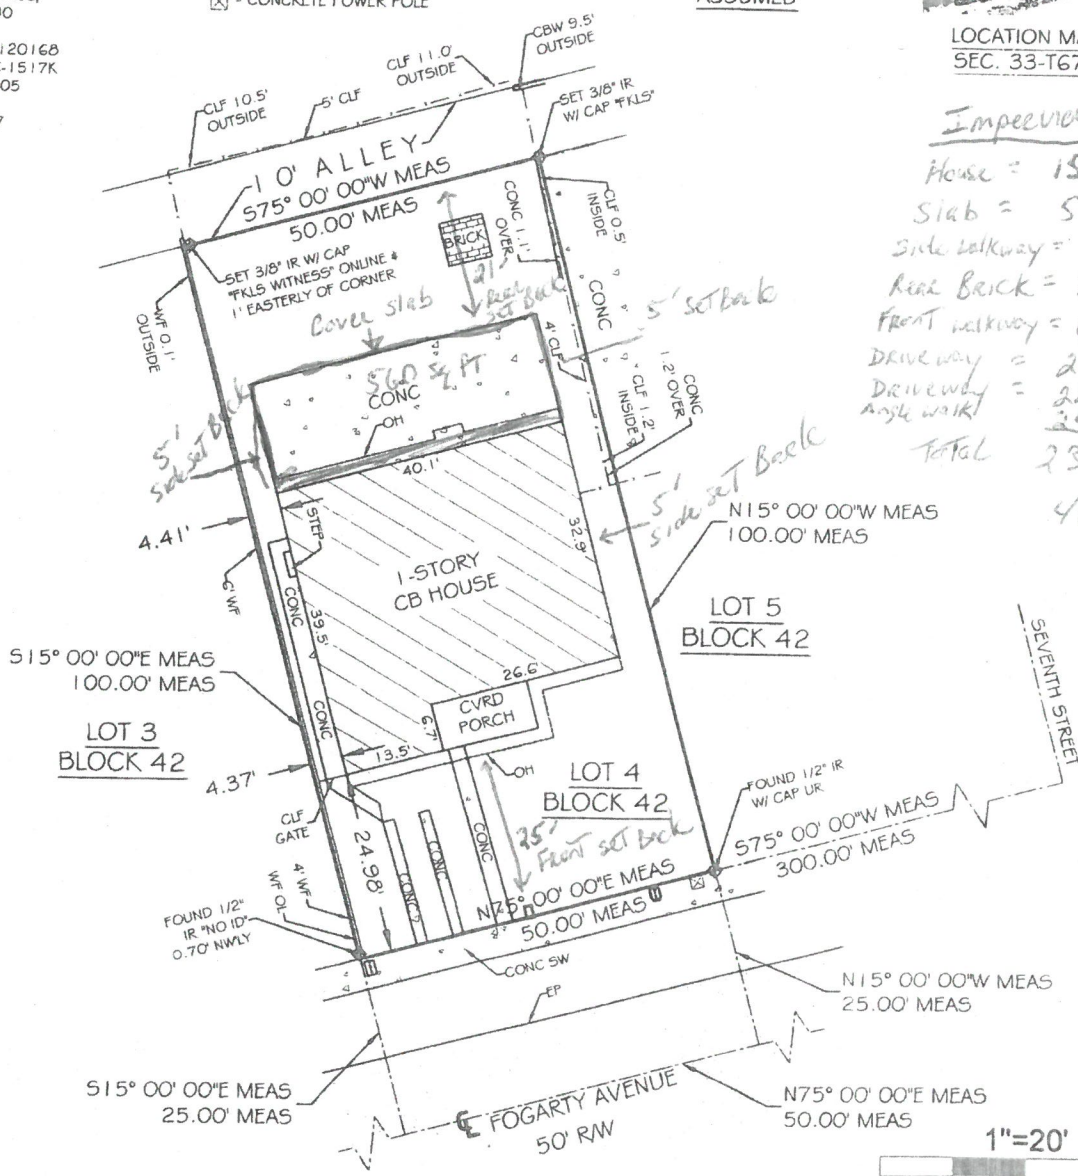 120168
-1517K
05
- CONCRETE POWER POLE
ASSUMED
LOCATION MA
SEC. 33-T67
CBW 9.5'
OUTSIDE
CLF 11.0'
OUTSIDE
5' CLF
CLF 10.5'
OUTSIDE
SET 3/8" IR
W/ CAP "FKLS"
10' ALLEY
S75° 00' 00"W MEAS
50.00' MEAS
SET 3/8" IR W/ CAP
"FKLS WITNESS" ONLINE &
1' EASTERLY OF CORNER
BRICK
CONC 1.1'
OVER
CLF 0.5'
INSIDE
CONC
21'
Rear
Set Back
WF 0.1'
OUTSIDE
Cover slab
560 sq FT
CONC
OH
4' CLF
5' setBack
CLF 1.2'
INSIDE
CONC
1.2' OVER
5'
side set Back
40.1'
5'
side set Back
4.41'
STEP
6' WF
CONC
39.5'
1-STORY
CB HOUSE
32.9'
N15° 00' 00"W MEAS
100.00' MEAS
LOT 5
BLOCK 42
SEVENTH STREET
S15° 00' 00"E MEAS
100.00' MEAS
LOT 3
BLOCK 42
CONC
26.6'
CVRD
PORCH
6.7'
13.5'
4.37'
OH
LOT 4
BLOCK 42
CLF
GATE
24.98'
CONC
CONC
CONC
25'
Front set Back
FOUND 1/2" IR
W/ CAP UR
S75° 00' 00"W MEAS
300.00' MEAS
4' WF
WF OL
FOUND 1/2"
IR "NO ID"
0.70' NWLY
N75° 00' 00"E MEAS
50.00' MEAS
CONC SW
EP
N15° 00' 00"W MEAS
25.00' MEAS
S15° 00' 00"E MEAS
25.00' MEAS
FOGARTY AVENUE
50' R/W
N75° 00' 00"E MEAS
50.00' MEAS
1"=20'
House = 15
Slab = 5
Side walkway =
Rear Brick =
Front walkway =
Driveway = 2
Driveway = 2
Angle walk
Total 23